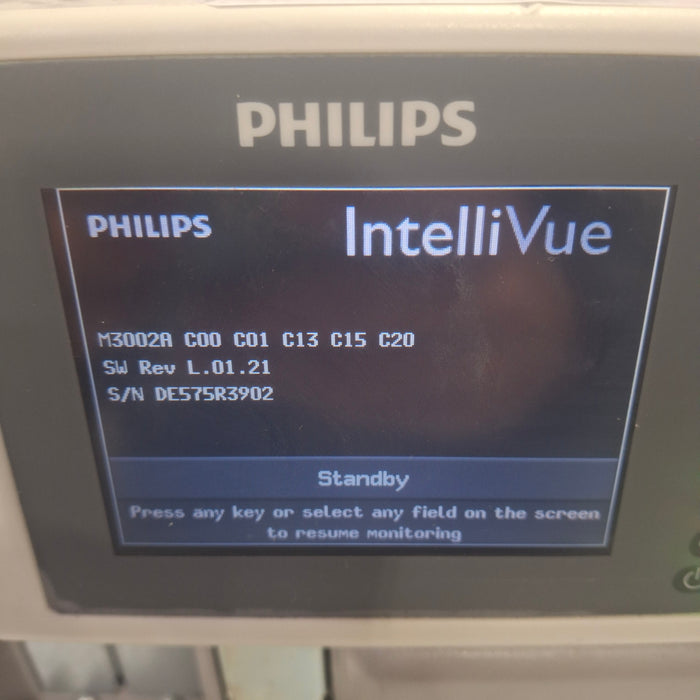 PHILIPS
PHILIPS IntelliVue
M3002A C00 C01 C13 C15 C20
SW Rev L.01.21
S/N DE575R3902
Standby
Press any key or select any field on the screen
to resume monitoring